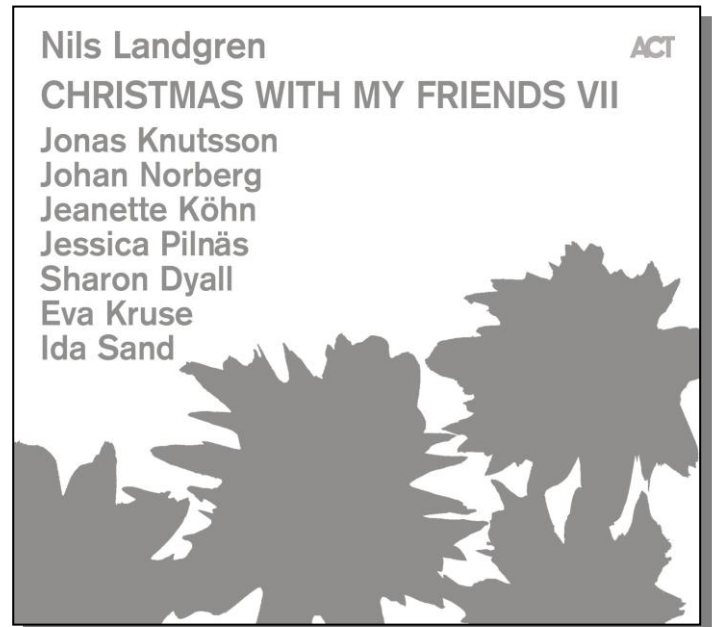 Nils Landgren
ACT
CHRISTMAS WITH MY FRIENDS VII
Jonas Knutsson
Johan Norberg
Jeanette Köhn
Jessica Pilnäs
Sharon Dyall
Eva Kruse
Ida Sand